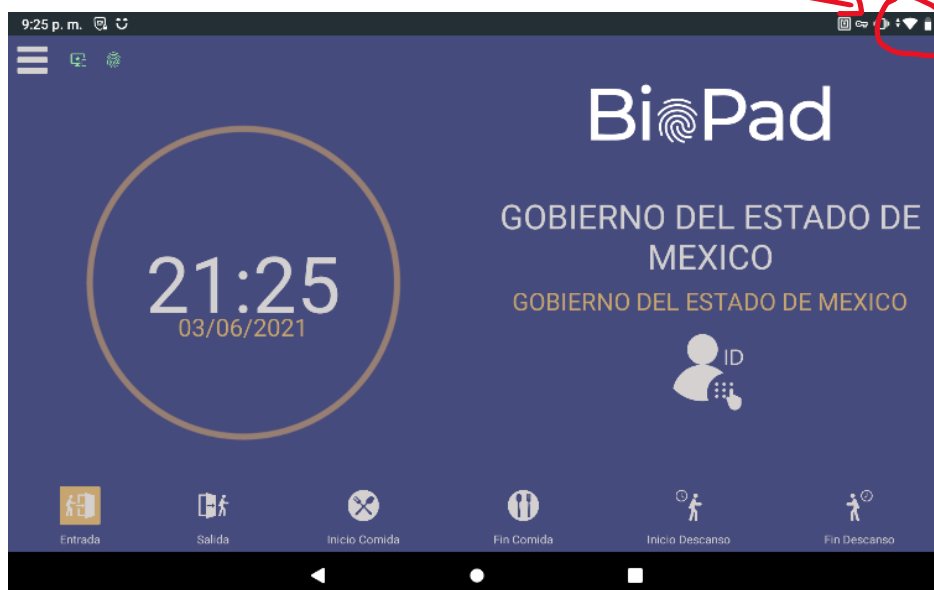 9:25 p. m.
BioPad
GOBIERNO DEL ESTADO DE
MEXICO
GOBIERNO DEL ESTADO DE MEXICO
21:25
03/06/2021
ID
Entrada
Salida
Inicio Comida
Fin Comida
Inicio Descanso
Fin Descanso